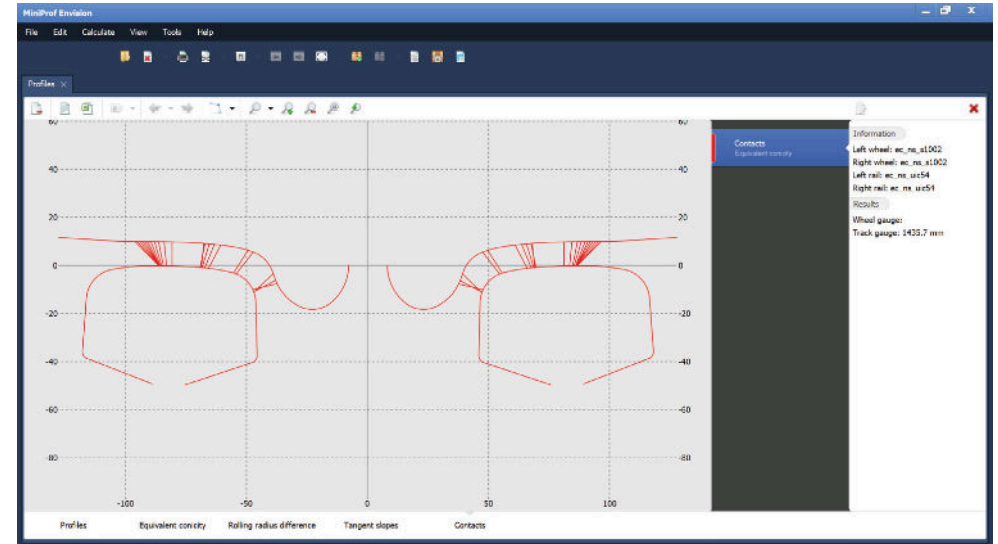 MiniProf Envision
File Edit Calculate View Tools Help
Profiles
60 60
40 40
20 20
0 0
-20 -20
-40 -40
-60 -60
-80 -80
-100 -50 0 50 100
Profiles Equivalent conicity Rolling radius difference Tangent slopes Contacts
Contacts
Equivalent conicity
Information
Left wheel: ec_ns_s1002
Right wheel: ec_ns_s1002
Left rail: ec_ns_uic54
Right rail: ec_ns_uic54
Results
Wheel gauge:
Track gauge: 1435.7 mm